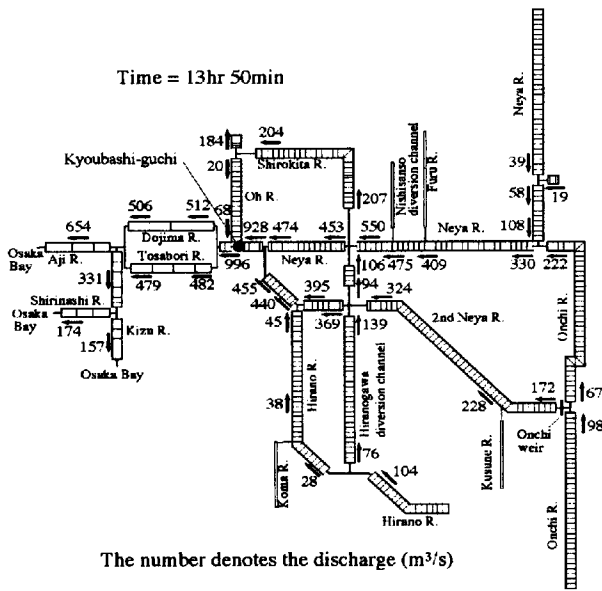 Time = 13hr 50min
Neya R.
184
204
Shirokita R.
20
Kyoubashi-guchi
Oh R.
68
207
Nishisanso
diversion channel
Furu R.
39
58
19
108
506
512
Dojima R.
928
474
453
550
Neya R.
654
Osaka
Bay
Aji R.
Tosabori R.
996
Neya R.
106
475
409
330
222
331
479
482
94
455
440
395
324
Shirinashi R.
Osaka
Bay
174
Kizu R.
45
369
139
2nd Neya R.
Onchi R.
157
Osaka Bay
Hirano R.
Hiranogawa
diversion channel
38
228
172
67
Onchi
weir
98
Kusune R.
Koma R.
28
76
104
Hirano R.
Onchi R.
The number denotes the discharge (m³/s)